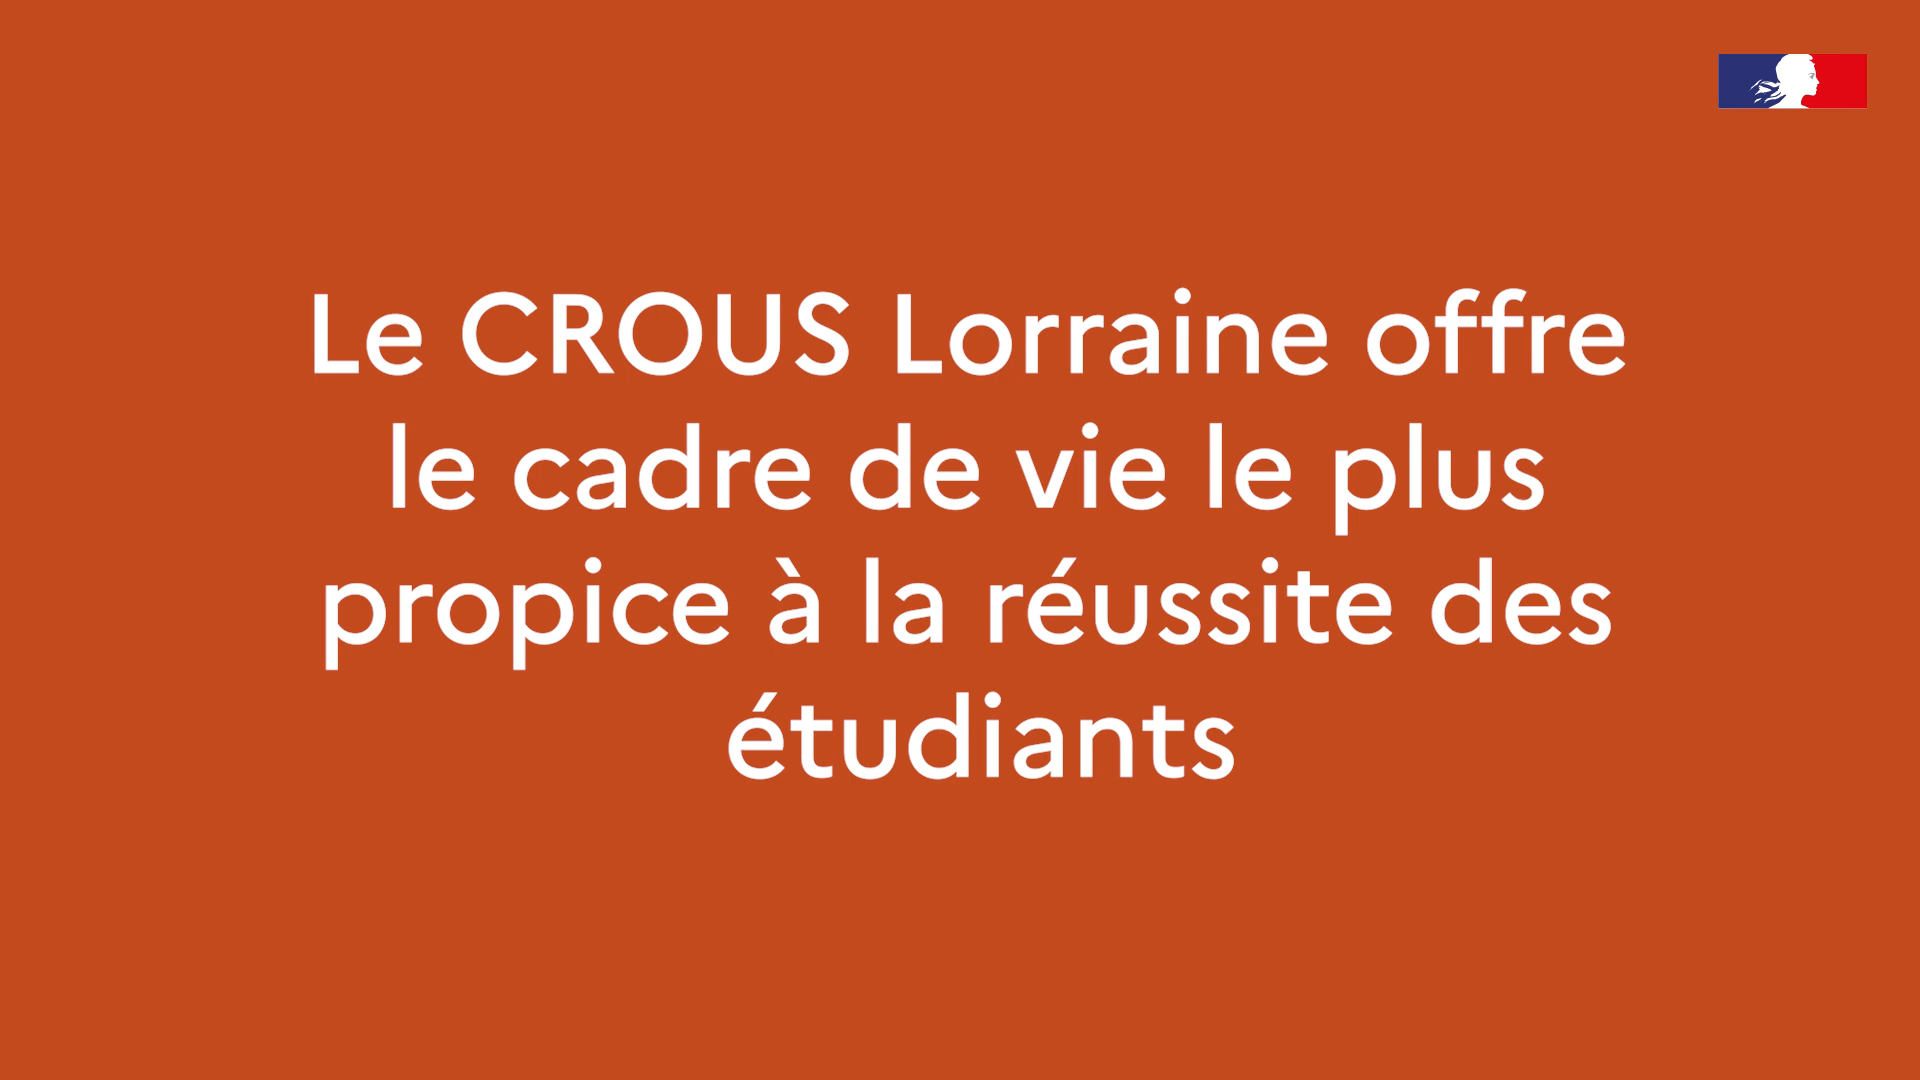 Le CROUS Lorraine offre
le cadre de vie le plus
propice à la réussite des
étudiants